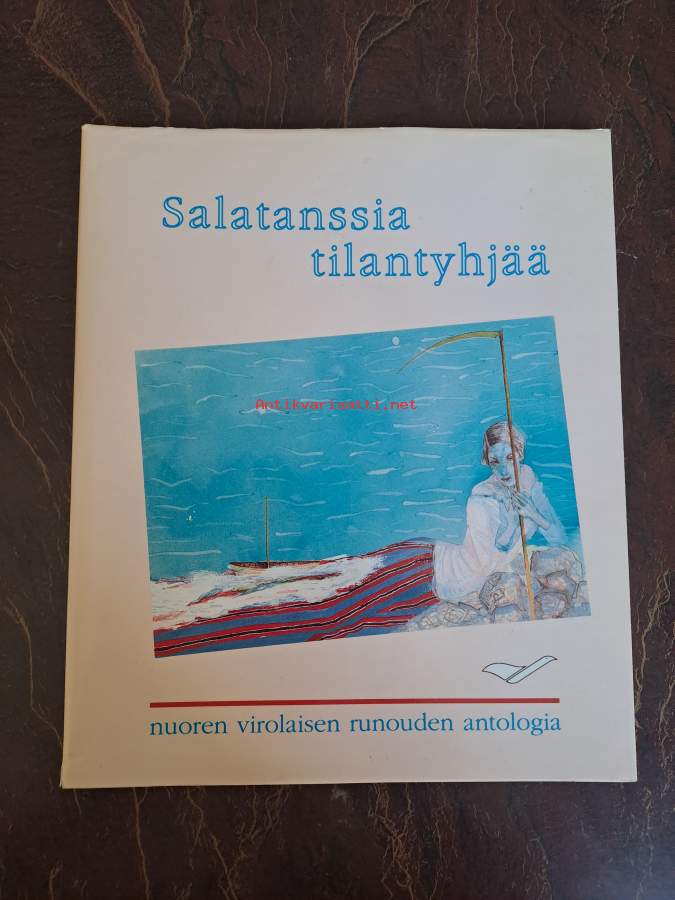 Salatanssia
tilantyhjää
Antikvariaatti.net
nuoren virolaisen runouden antologia